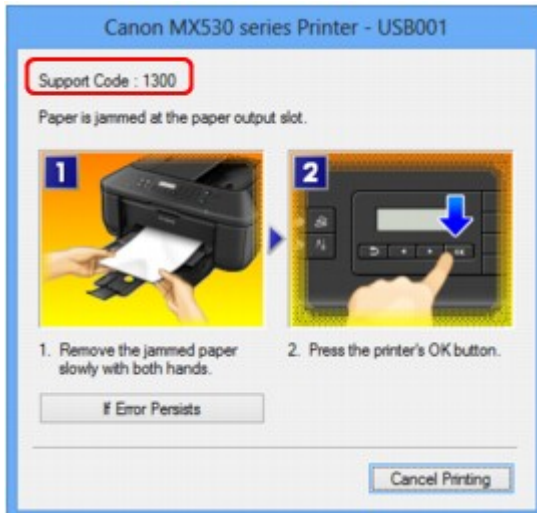 Canon MX530 series Printer - USB001
Support Code : 1300
Paper is jammed at the paper output slot.
1
2
1. Remove the jammed paper
slowly with both hands.
2. Press the printer's OK button.
If Error Persists
Cancel Printing